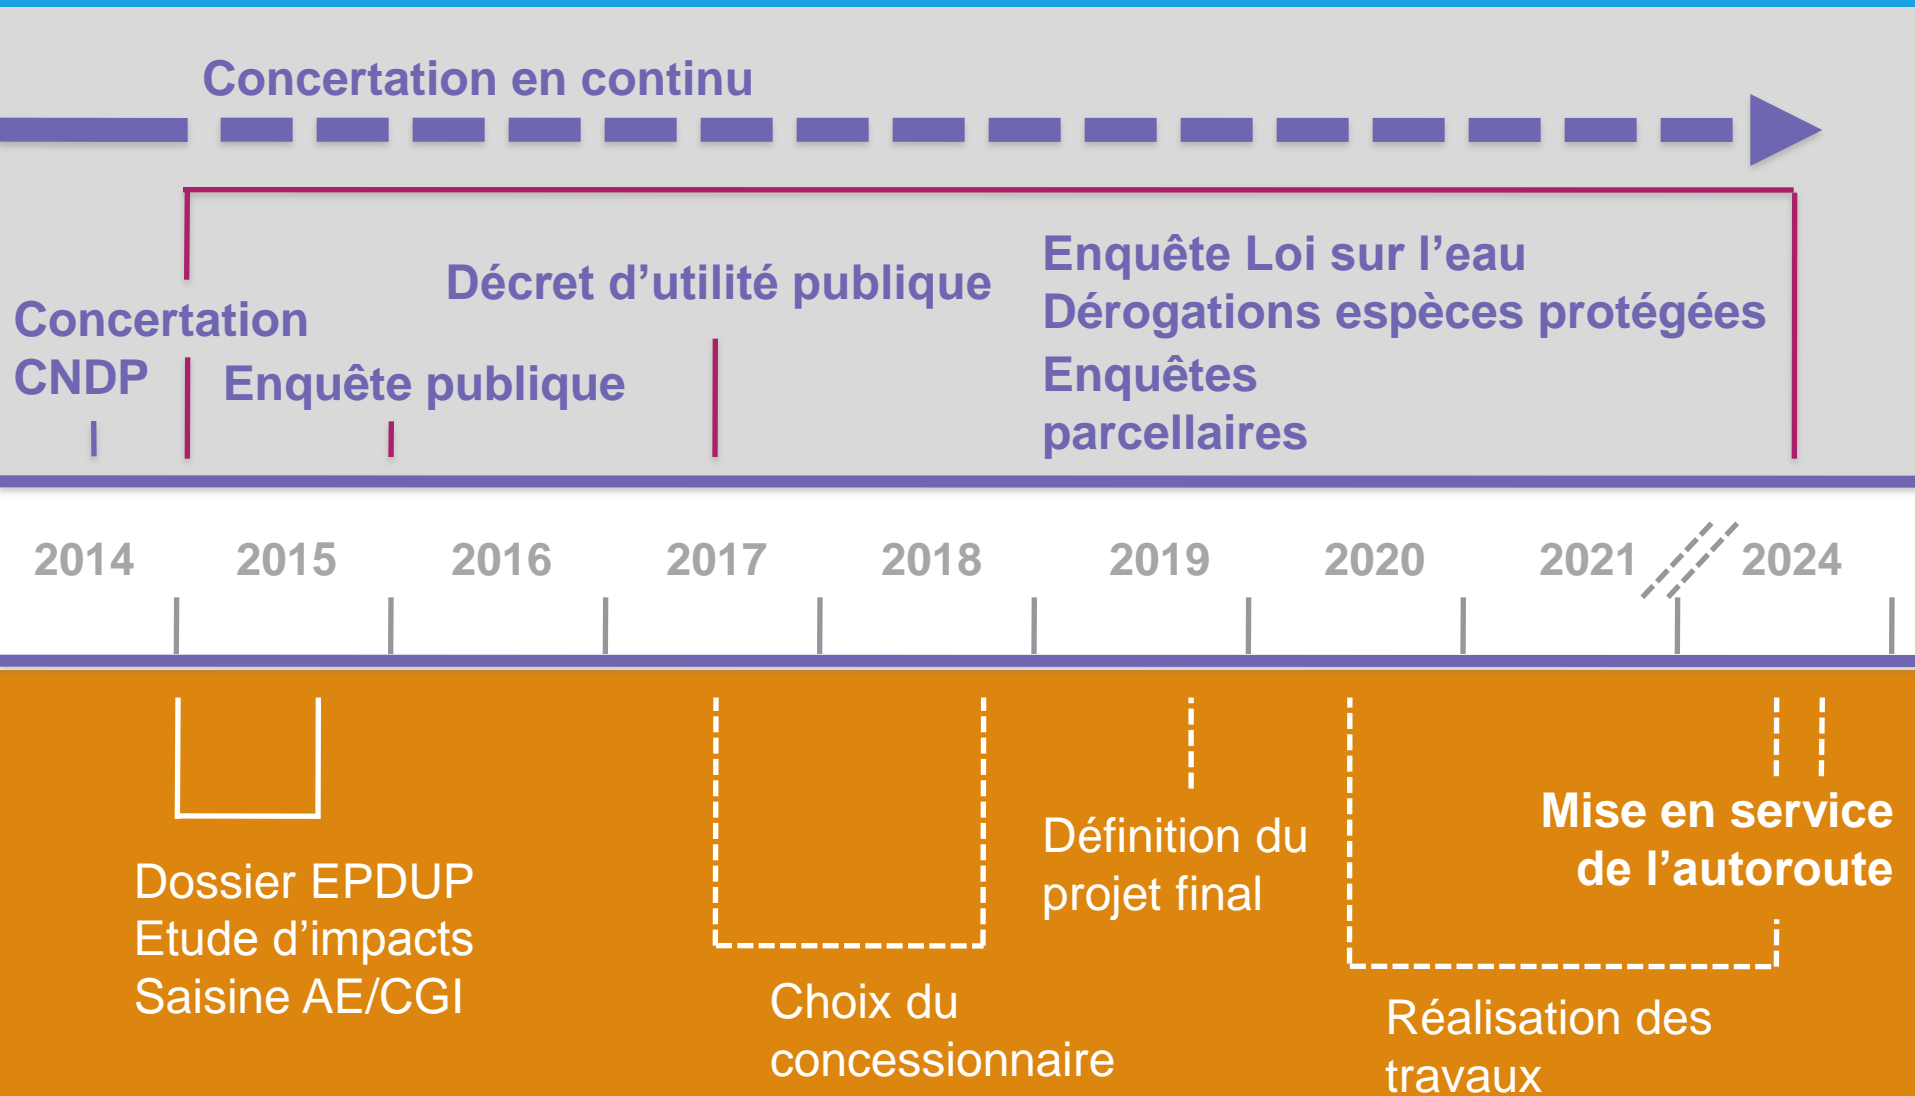 Concertation en continu
Enquête Loi sur l’eau
Décret d’utilité publique
Dérogations espèces protégées
Concertation
CNDP
Enquête publique
Enquêtes
parcellaires
2014 2015 2016 2017 2018 2019 2020 2021 2024
Dossier EPDUP
Etude d’impacts
Saisine AE/CGI
Choix du
concessionnaire
Définition du
projet final
Mise en service
de l’autoroute
Réalisation des
travaux